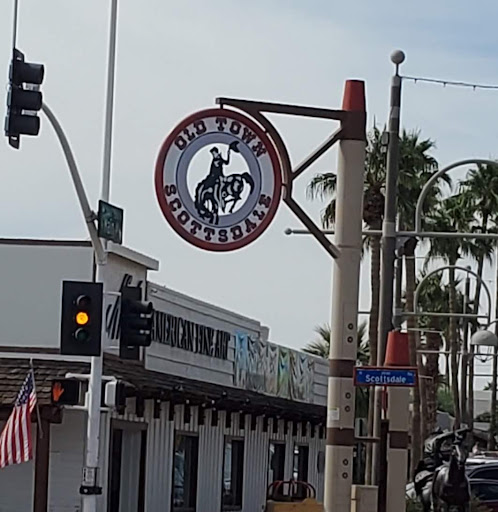 OLD TOWN
SCOTTSDALE
AMERICAN FINE ART
Scottsdale